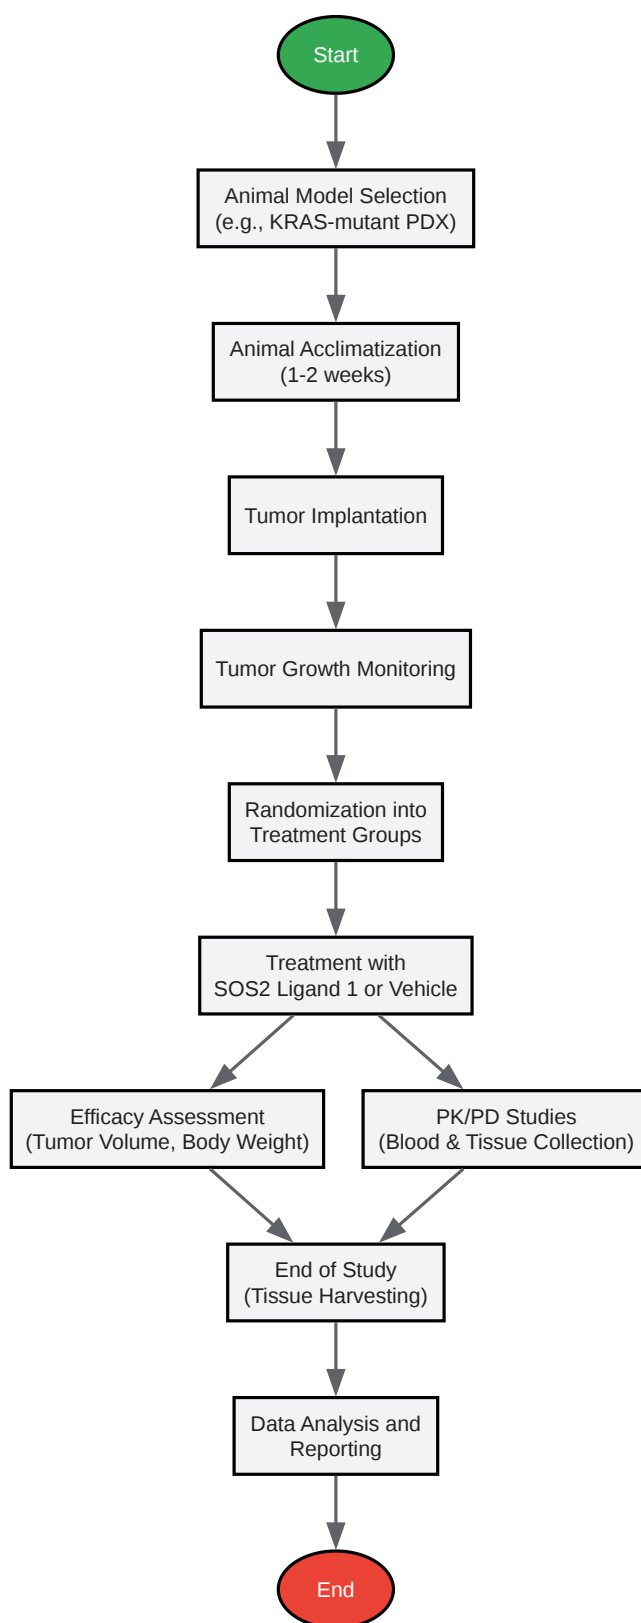 Start
Animal Model Selection
(e.g., KRAS-mutant PDX)
Animal Acclimatization
(1-2 weeks)
Tumor Implantation
Tumor Growth Monitoring
Randomization into
Treatment Groups
Treatment with
SOS2 Ligand 1 or Vehicle
Efficacy Assessment
(Tumor Volume, Body Weight)
PK/PD Studies
(Blood & Tissue Collection)
End of Study
(Tissue Harvesting)
Data Analysis and
Reporting
End